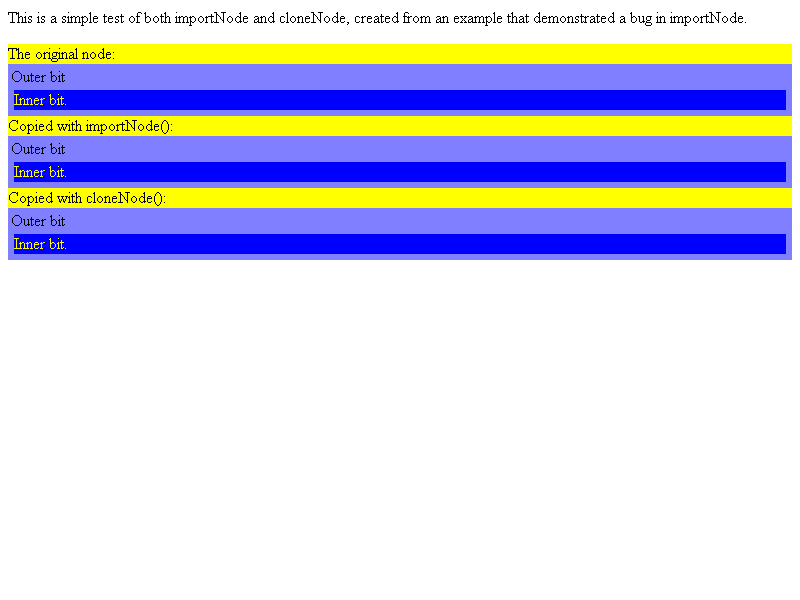 This is a simple test of both importNode and cloneNode, created from an example that demonstrated a bug in importNode.
The original node:
Outer bit
Inner bit.
Copied with importNode():
Outer bit
Inner bit.
Copied with cloneNode():
Outer bit
Inner bit.